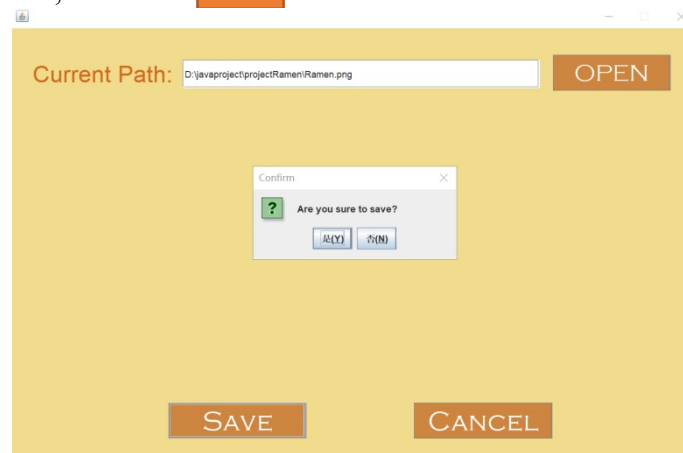 Current Path: D:\javaproject\projectRamen\Ramen.png OPEN
Confirm
Are you sure to save?
是(Y) 否(N)
SAVE CANCEL